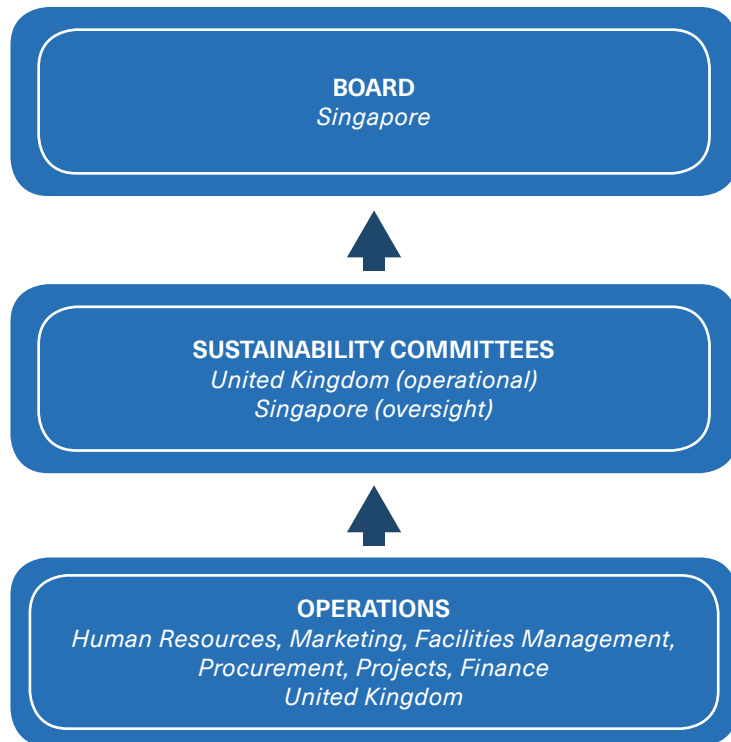 BOARD
Singapore
SUSTAINABILITY COMMITTEES
United Kingdom (operational)
Singapore (oversight)
OPERATIONS
Human Resources, Marketing, Facilities Management,
Procurement, Projects, Finance
United Kingdom